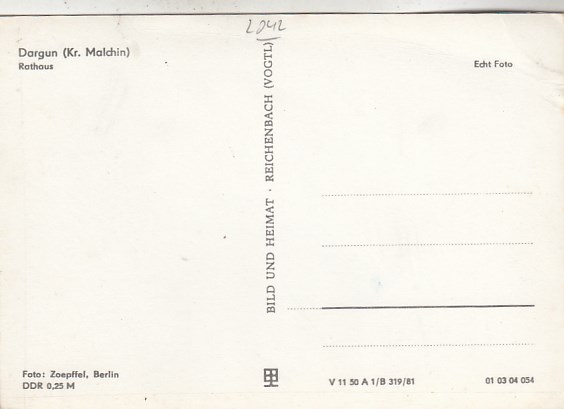 2042
Dargun (Kr. Malchin)
Rathaus
Echt Foto
BILD UND HEIMAT · REICHENBACH (VOGTL)
Foto: Zoepffel, Berlin
DDR 0,25 M
V 11 50 A 1/B 319/81
01 03 04 054